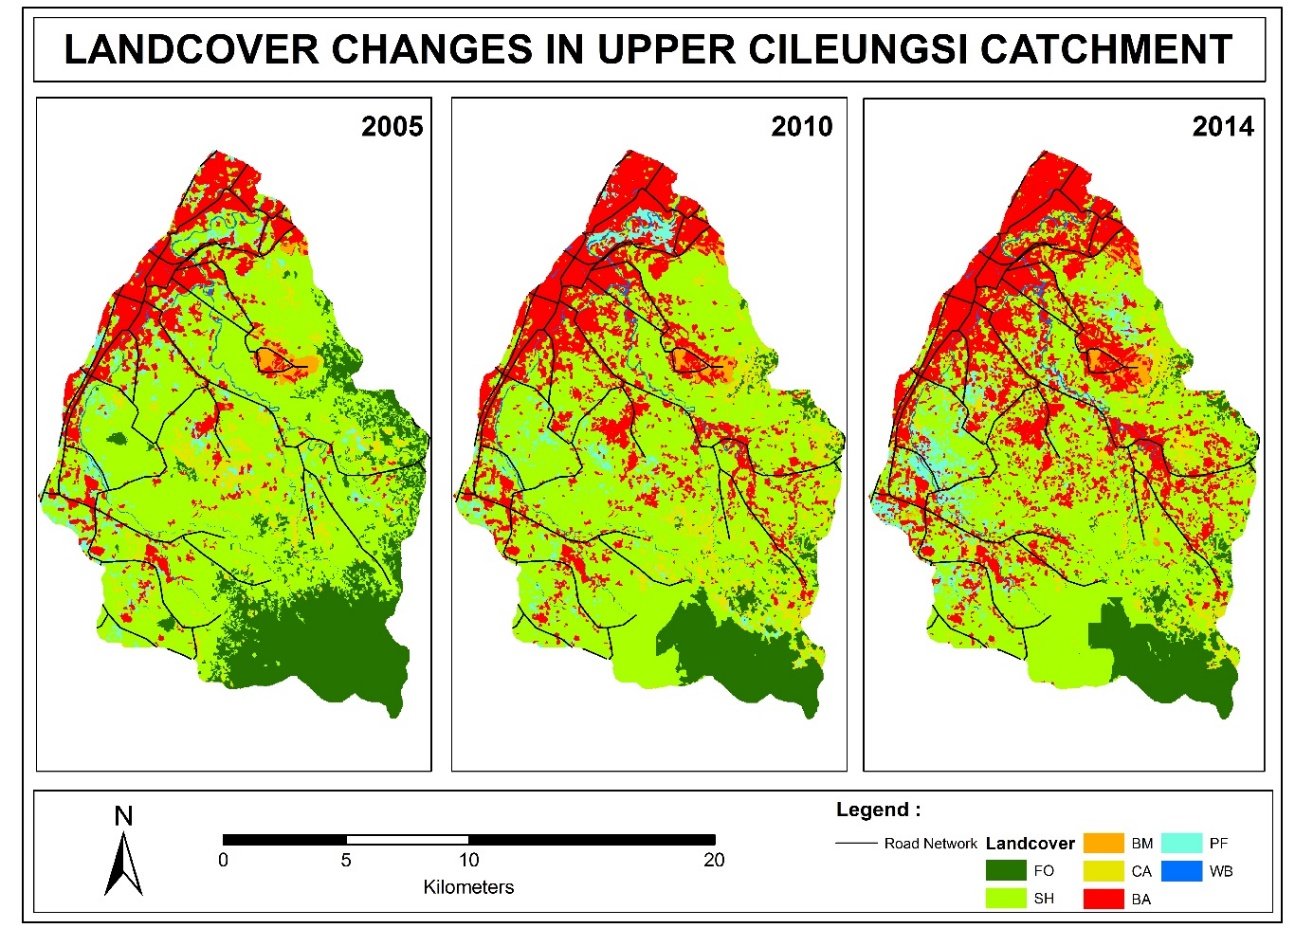 LANDCOVER CHANGES IN UPPER CILEUNGSI CATCHMENT
2005
2010
2014
N
0 5 10 20
Kilometers
Legend :
Road Network
Landcover
FO
SH
BM
CA
BA
PF
WB